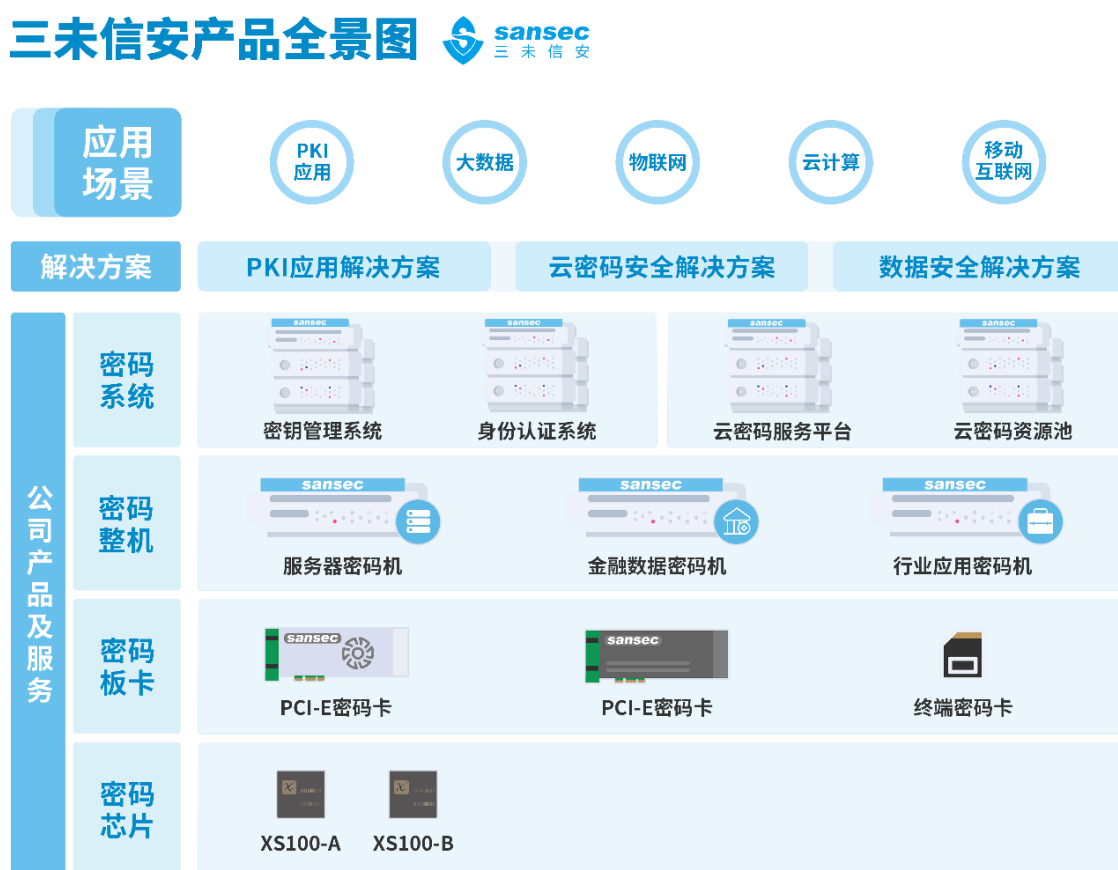 三未信安产品全景图
sansec
三未信安
应用
场景
PKI
应用
大数据
物联网
云计算
移动
互联网
解决方案
PKI应用解决方案
云密码安全解决方案
数据安全解决方案
公司产品及服务
密码
系统
sansec
sansec
sansec
sansec
密钥管理系统
身份认证系统
云密码服务平台
云密码资源池
密码
整机
sansec
sansec
sansec
服务器密码机
金融数据密码机
行业应用密码机
密码
板卡
sansec
sansec
PCI-E密码卡
PCI-E密码卡
终端密码卡
密码
芯片
XS100-A
XS100-B